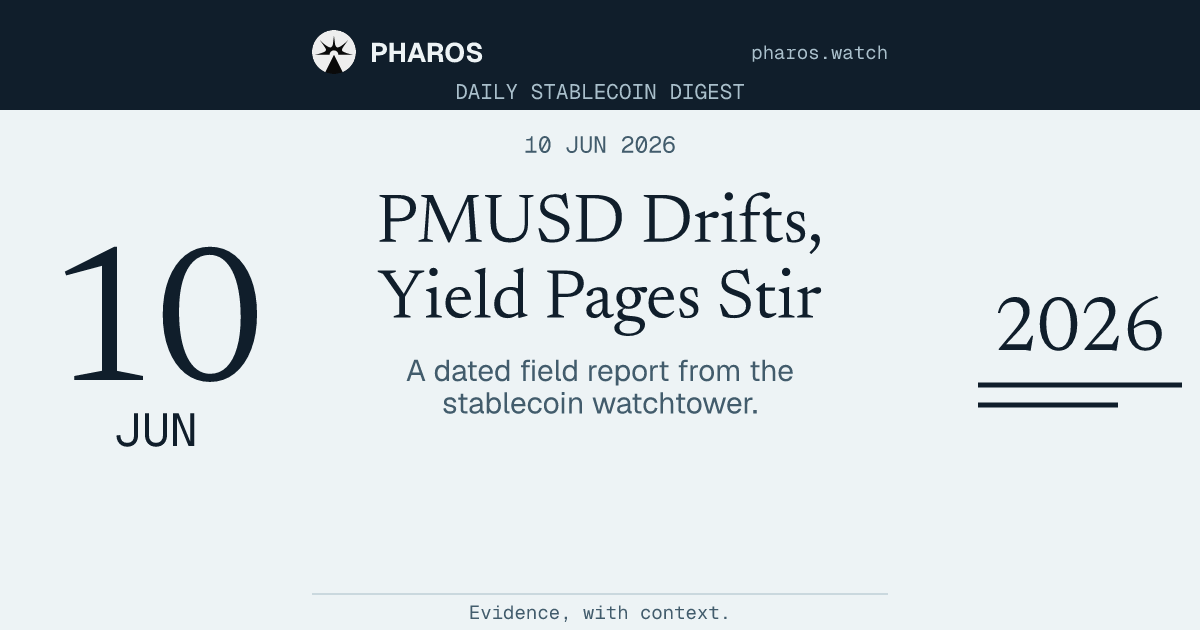 PHAROS
pharos.watch
DAILY STABLECOIN DIGEST
10 JUN 2026
PMUSD Drifts,
Yield Pages Stir
A dated field report from the
stablecoin watchtower.
10
JUN
2026
Evidence, with context.